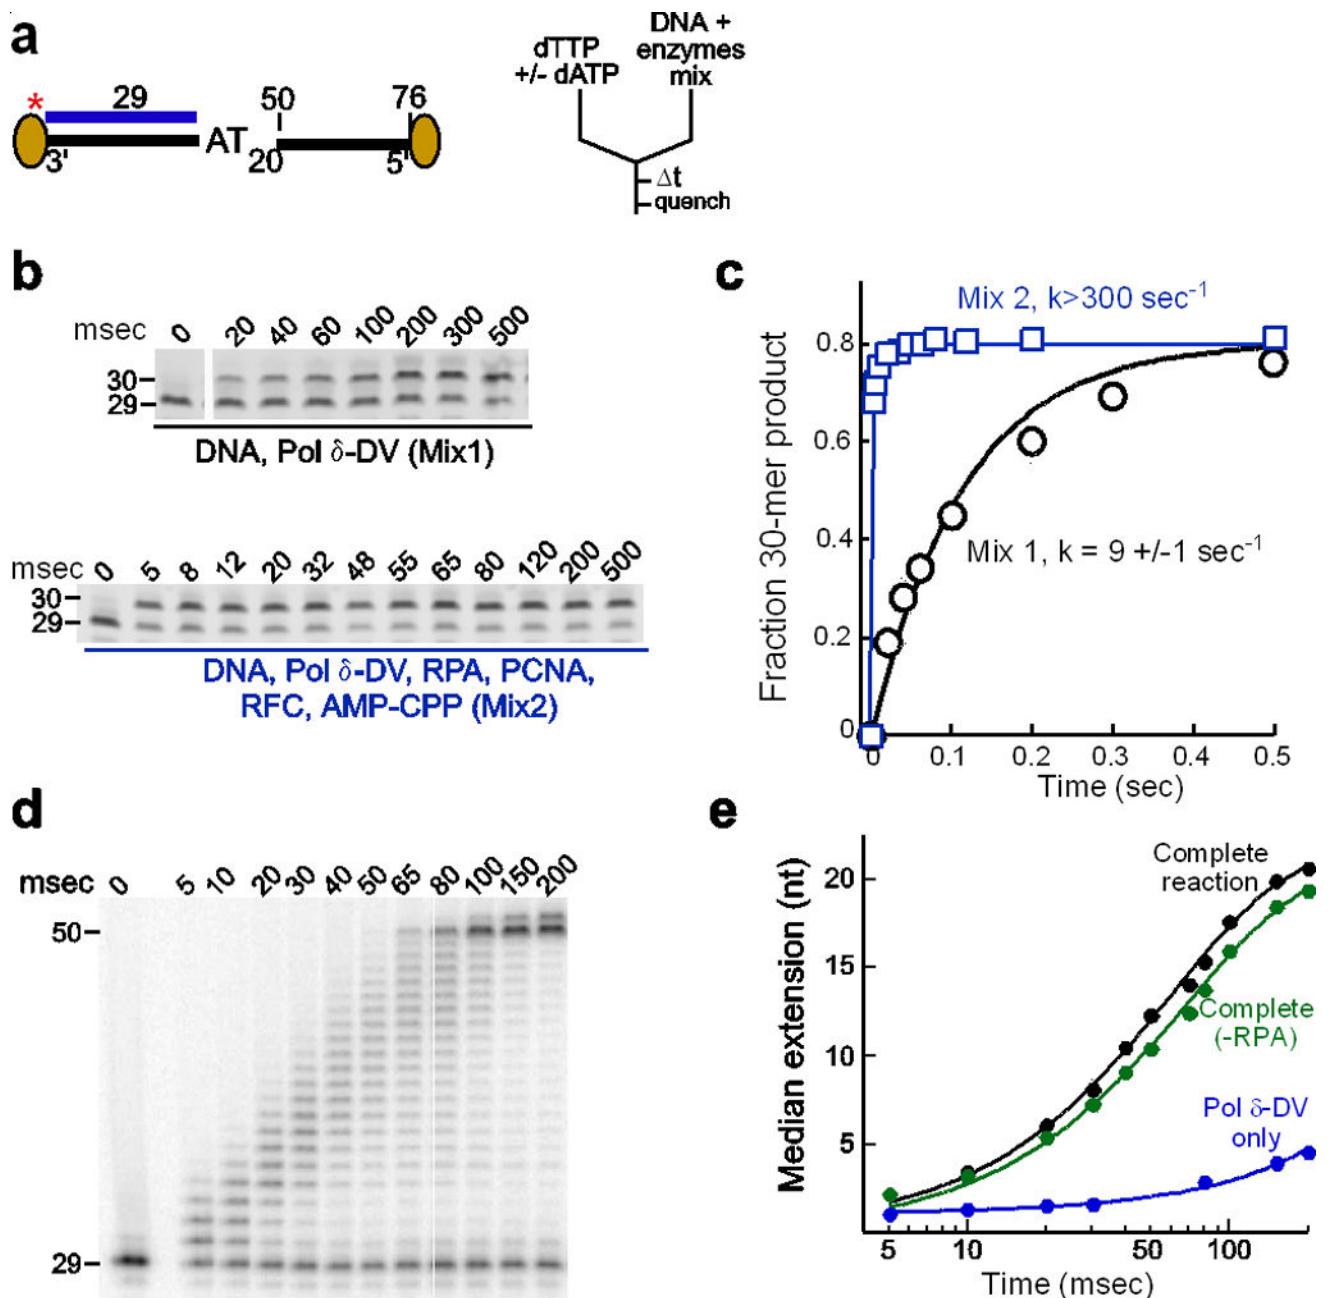 a
*
29
50
76
AT20
3'
5'
dTTP
+/- dATP
DNA +
enzymes
mix
Δt
quench
b
msec 0 20 40 60 100 200 300 500
30
29
DNA, Pol δ-DV (Mix1)
msec 0 5 8 12 20 32 48 55 65 80 120 200 500
30
29
DNA, Pol δ-DV, RPA, PCNA,
RFC, AMP-CPP (Mix2)
c
Fraction 30-mer product
0.8
0.6
0.4
0.2
0
Mix 2, k>300 sec-1
Mix 1, k = 9 +/-1 sec-1
0 0.1 0.2 0.3 0.4 0.5
Time (sec)
d
msec 0 5 10 20 30 40 50 65 80 100 150 200
50
29
e
Median extension (nt)
20
15
10
5
Complete
reaction
Complete
(-RPA)
Pol δ-DV
only
5 10 50 100
Time (msec)